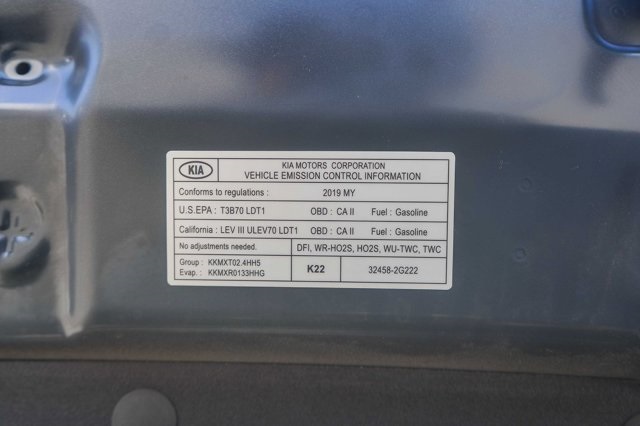 KIA
KIA MOTORS CORPORATION
VEHICLE EMISSION CONTROL INFORMATION
Conforms to regulations : 2019 MY
U.S.EPA : T3B70 LDT1 OBD : CA II Fuel : Gasoline
California : LEV III ULEV70 LDT1 OBD : CA II Fuel : Gasoline
No adjustments needed. DFI, WR-HO2S, HO2S, WU-TWC, TWC
Group : KKMXT02.4HH5
Evap. : KKMXR0133HHG
K22
32458-2G222